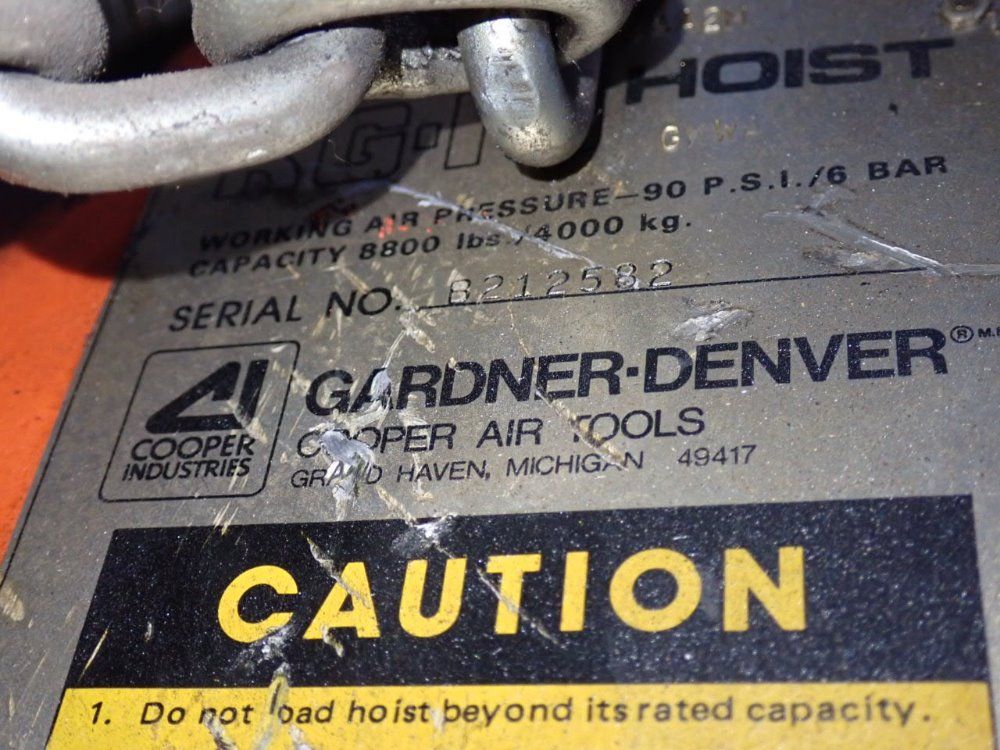 HOIST
WORKING AIR PRESSURE—90 P.S.I./6 BAR
CAPACITY 8800 lbs./4000 kg.
SERIAL NO. B212582
GARDNER-DENVER®
COOPER INDUSTRIES
COOPER AIR TOOLS
GRAND HAVEN, MICHIGAN 49417
CAUTION
1. Do not load hoist beyond its rated capacity.